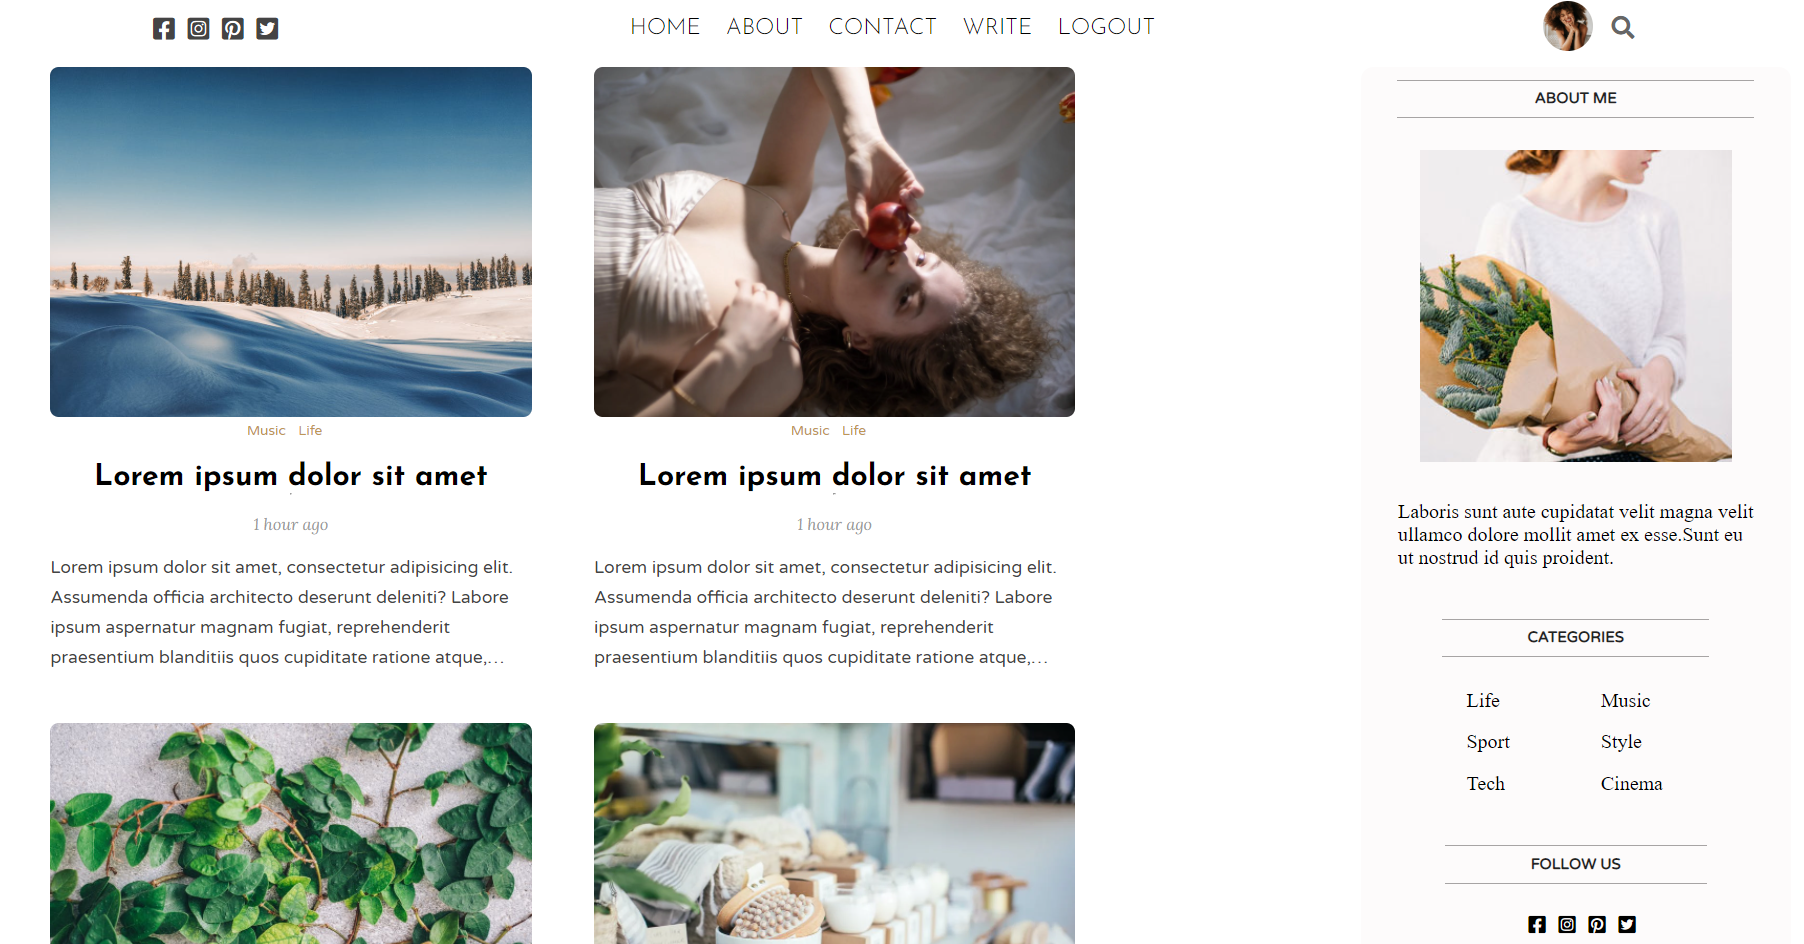 HOME ABOUT CONTACT WRITE LOGOUT
Music Life
Lorem ipsum dolor sit amet
1 hour ago
Lorem ipsum dolor sit amet, consectetur adipisicing elit.
Assumenda officia architecto deserunt deleniti? Labore
ipsum aspernatur magnam fugiat, reprehenderit
praesentium blanditiis quos cupiditate ratione atque,...
Music Life
Lorem ipsum dolor sit amet
1 hour ago
Lorem ipsum dolor sit amet, consectetur adipisicing elit.
Assumenda officia architecto deserunt deleniti? Labore
ipsum aspernatur magnam fugiat, reprehenderit
praesentium blanditiis quos cupiditate ratione atque,...
ABOUT ME
Laboris sunt aute cupidatat velit magna velit
ullamco dolore mollit amet ex esse.Sunt eu
ut nostrud id quis proident.
CATEGORIES
Life Music
Sport Style
Tech Cinema
FOLLOW US